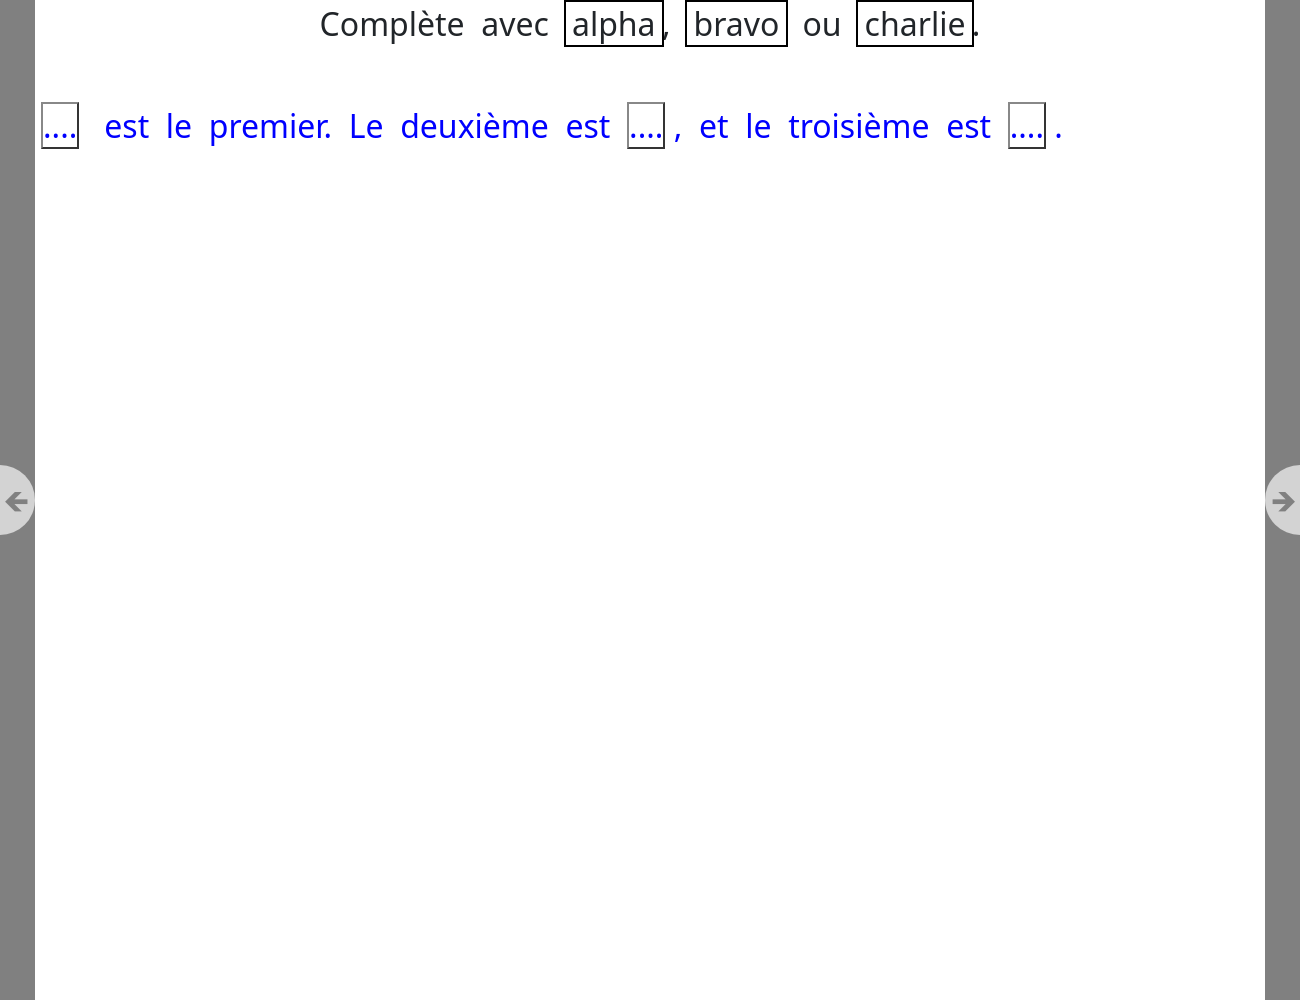 Complète avec alpha, bravo ou charlie.
.... est le premier. Le deuxième est .... , et le troisième est .... .